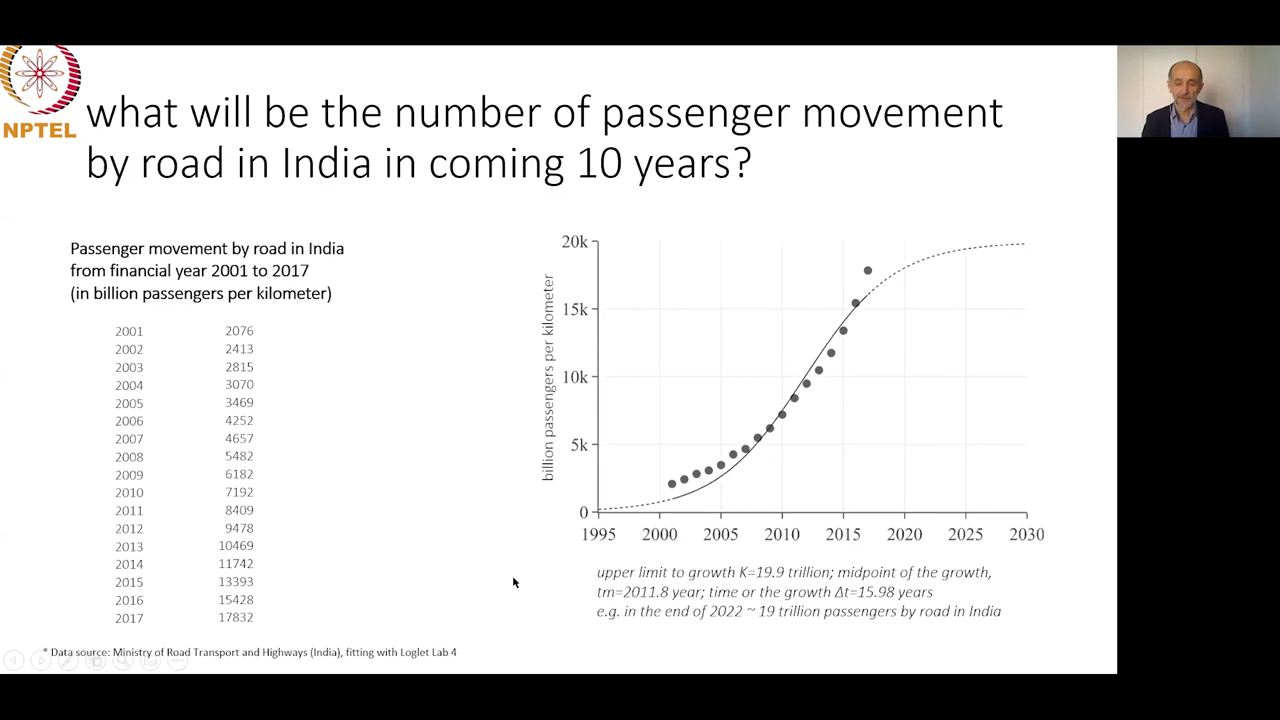 NPTEL
what will be the number of passenger movement
by road in India in coming 10 years?
Passenger movement by road in India
from financial year 2001 to 2017
(in billion passengers per kilometer)
2001 2076
2002 2413
2003 2815
2004 3070
2005 3469
2006 4252
2007 4657
2008 5482
2009 6182
2010 7192
2011 8409
2012 9478
2013 10469
2014 11742
2015 13393
2016 15428
2017 17832
billion passengers per kilometer
20k
15k
10k
5k
0
1995 2000 2005 2010 2015 2020 2025 2030
upper limit to growth K=19.9 trillion; midpoint of the growth,
tm=2011.8 year; time or the growth Δt=15.98 years
e.g. in the end of 2022 ~ 19 trillion passengers by road in India
* Data source: Ministry of Road Transport and Highways (India), fitting with Loglet Lab 4